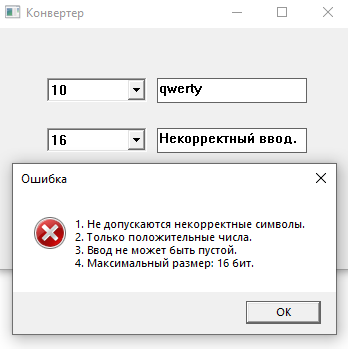 Конвертер
10
qwerty
16
Некорректный ввод.
Ошибка
1. Не допускаются некорректные символы.
2. Только положительные числа.
3. Ввод не может быть пустой.
4. Максимальный размер: 16 бит.
OK